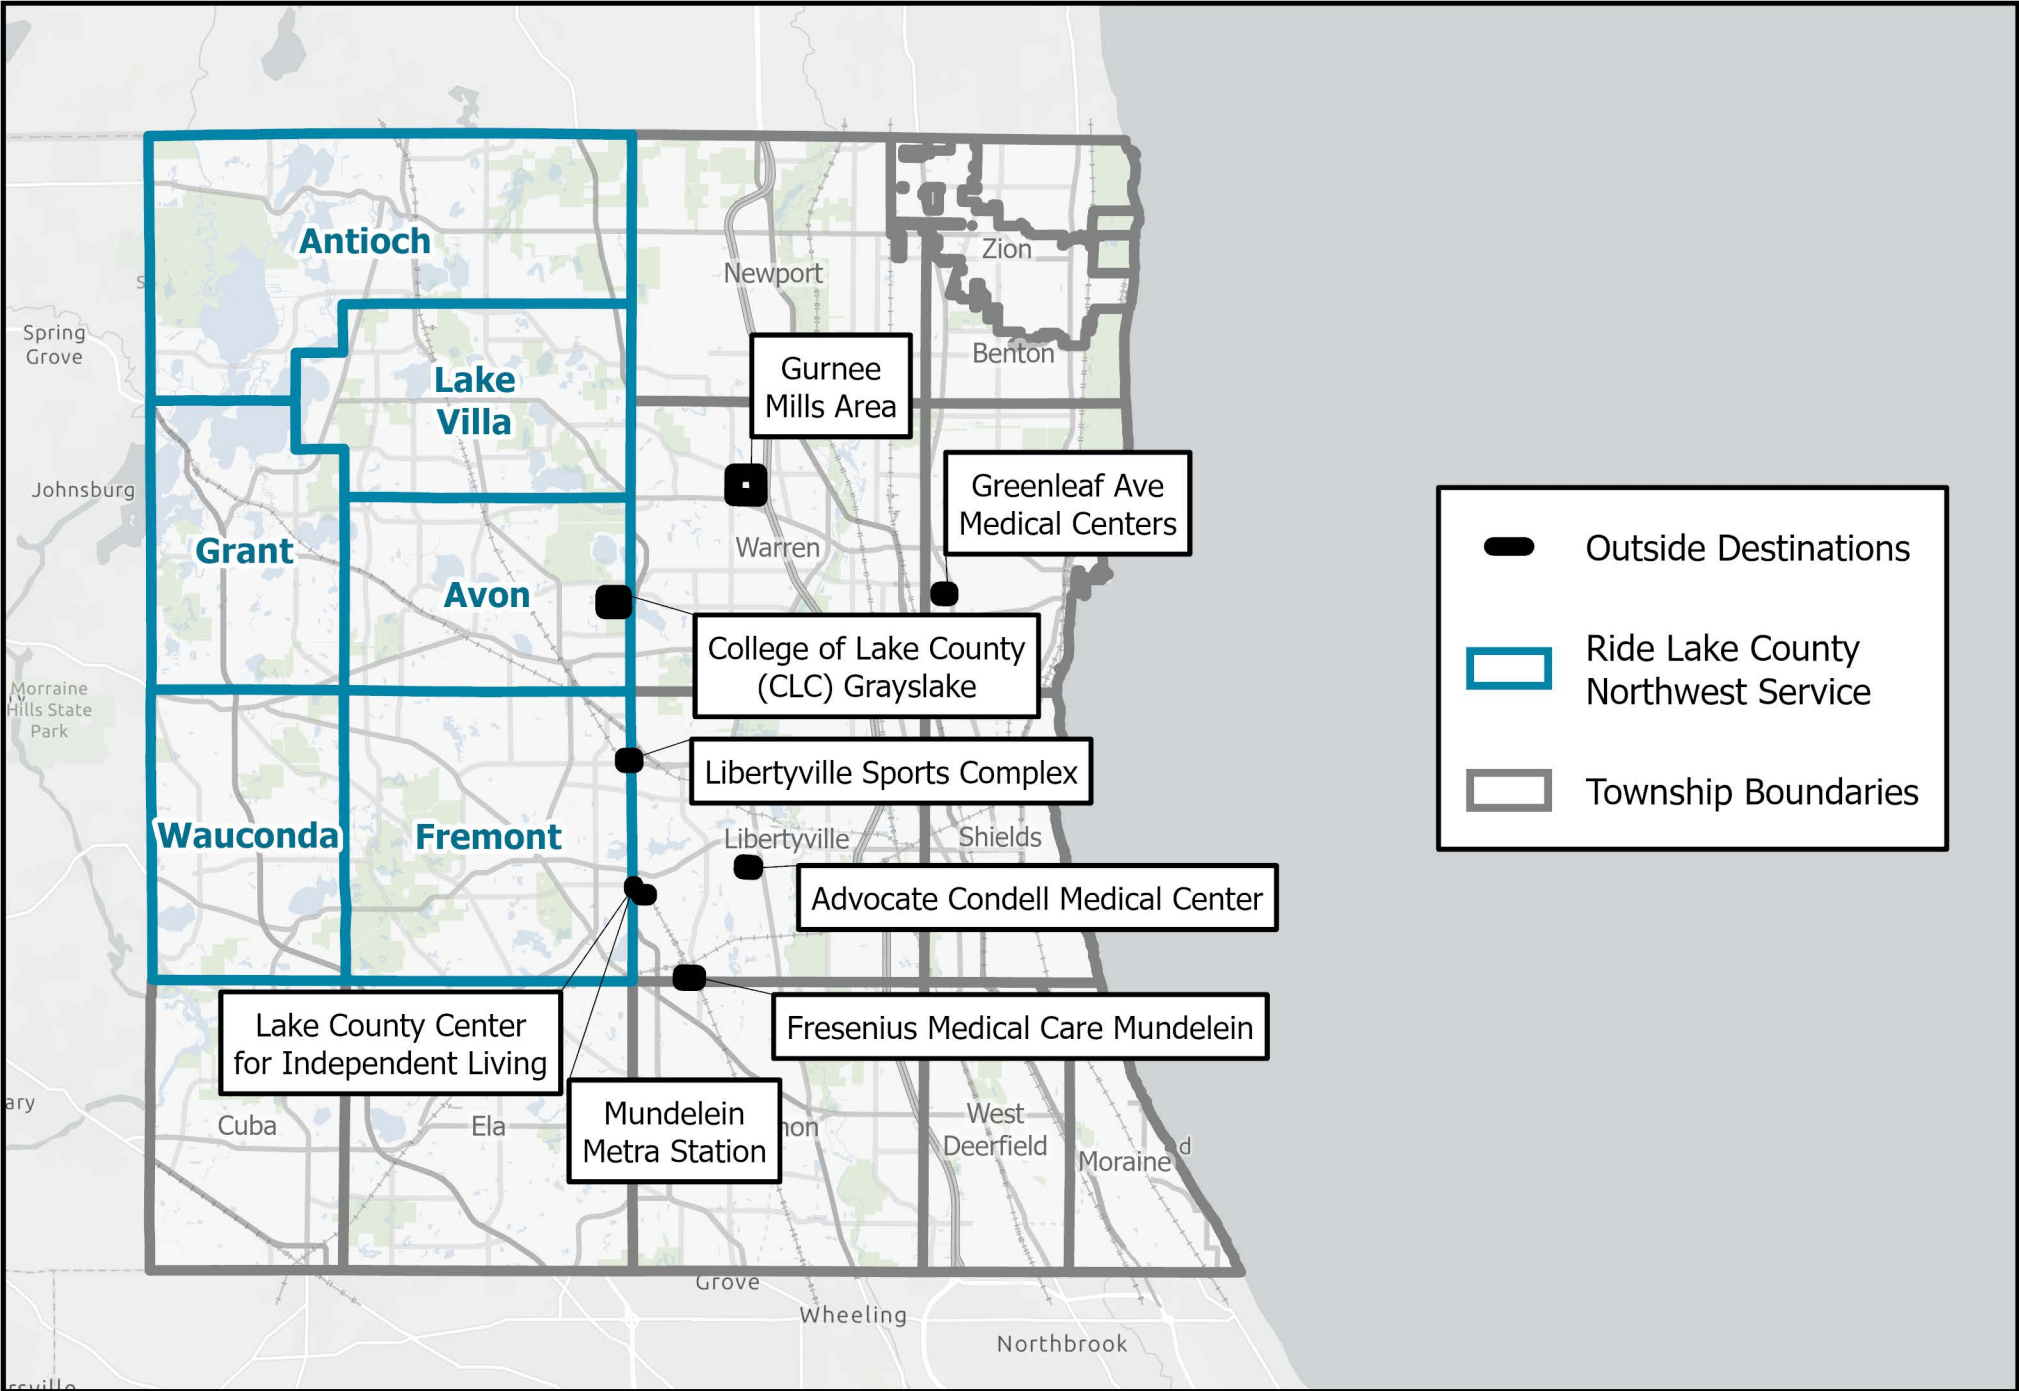 Antioch
Newport
Zion
Spring
Grove
Benton
Gurnee
Mills Area
Lake
Villa
Johnsburg
Greenleaf Ave
Medical Centers
Outside Destinations
Grant
Warren
Avon
College of Lake County
(CLC) Grayslake
Ride Lake County
Northwest Service
Morraine
Hills State
Park
Libertyville Sports Complex
Township Boundaries
Wauconda
Fremont
Libertyville
Shields
Advocate Condell Medical Center
Lake County Center
for Independent Living
Fresenius Medical Care Mundelein
ary
Cuba
Ela
Mundelein
Metra Station
non
West
Deerfield
Moraine
d
Grove
Wheeling
Northbrook